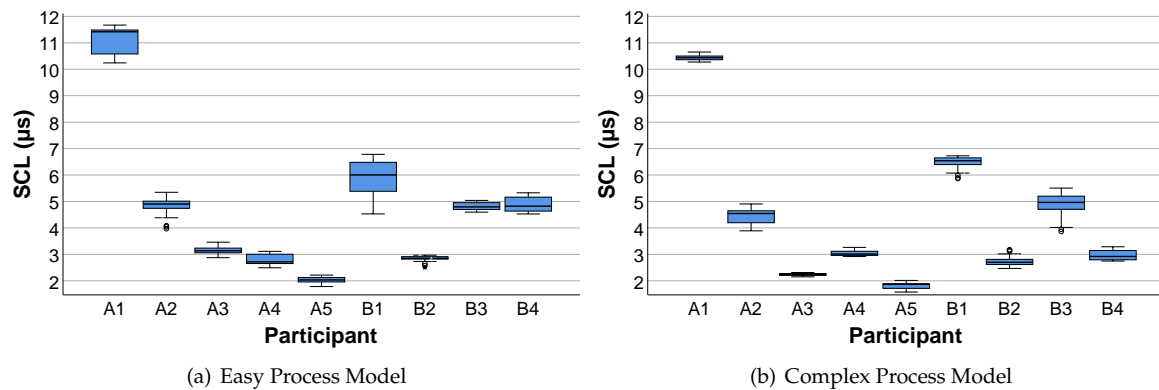 12
11
10
9
8
7
6
5
4
3
2
SCL (μs)
A1 A2 A3 A4 A5 B1 B2 B3 B4
Participant
(a) Easy Process Model
12
11
10
9
8
7
6
5
4
3
2
SCL (μs)
A1 A2 A3 A4 A5 B1 B2 B3 B4
Participant
(b) Complex Process Model